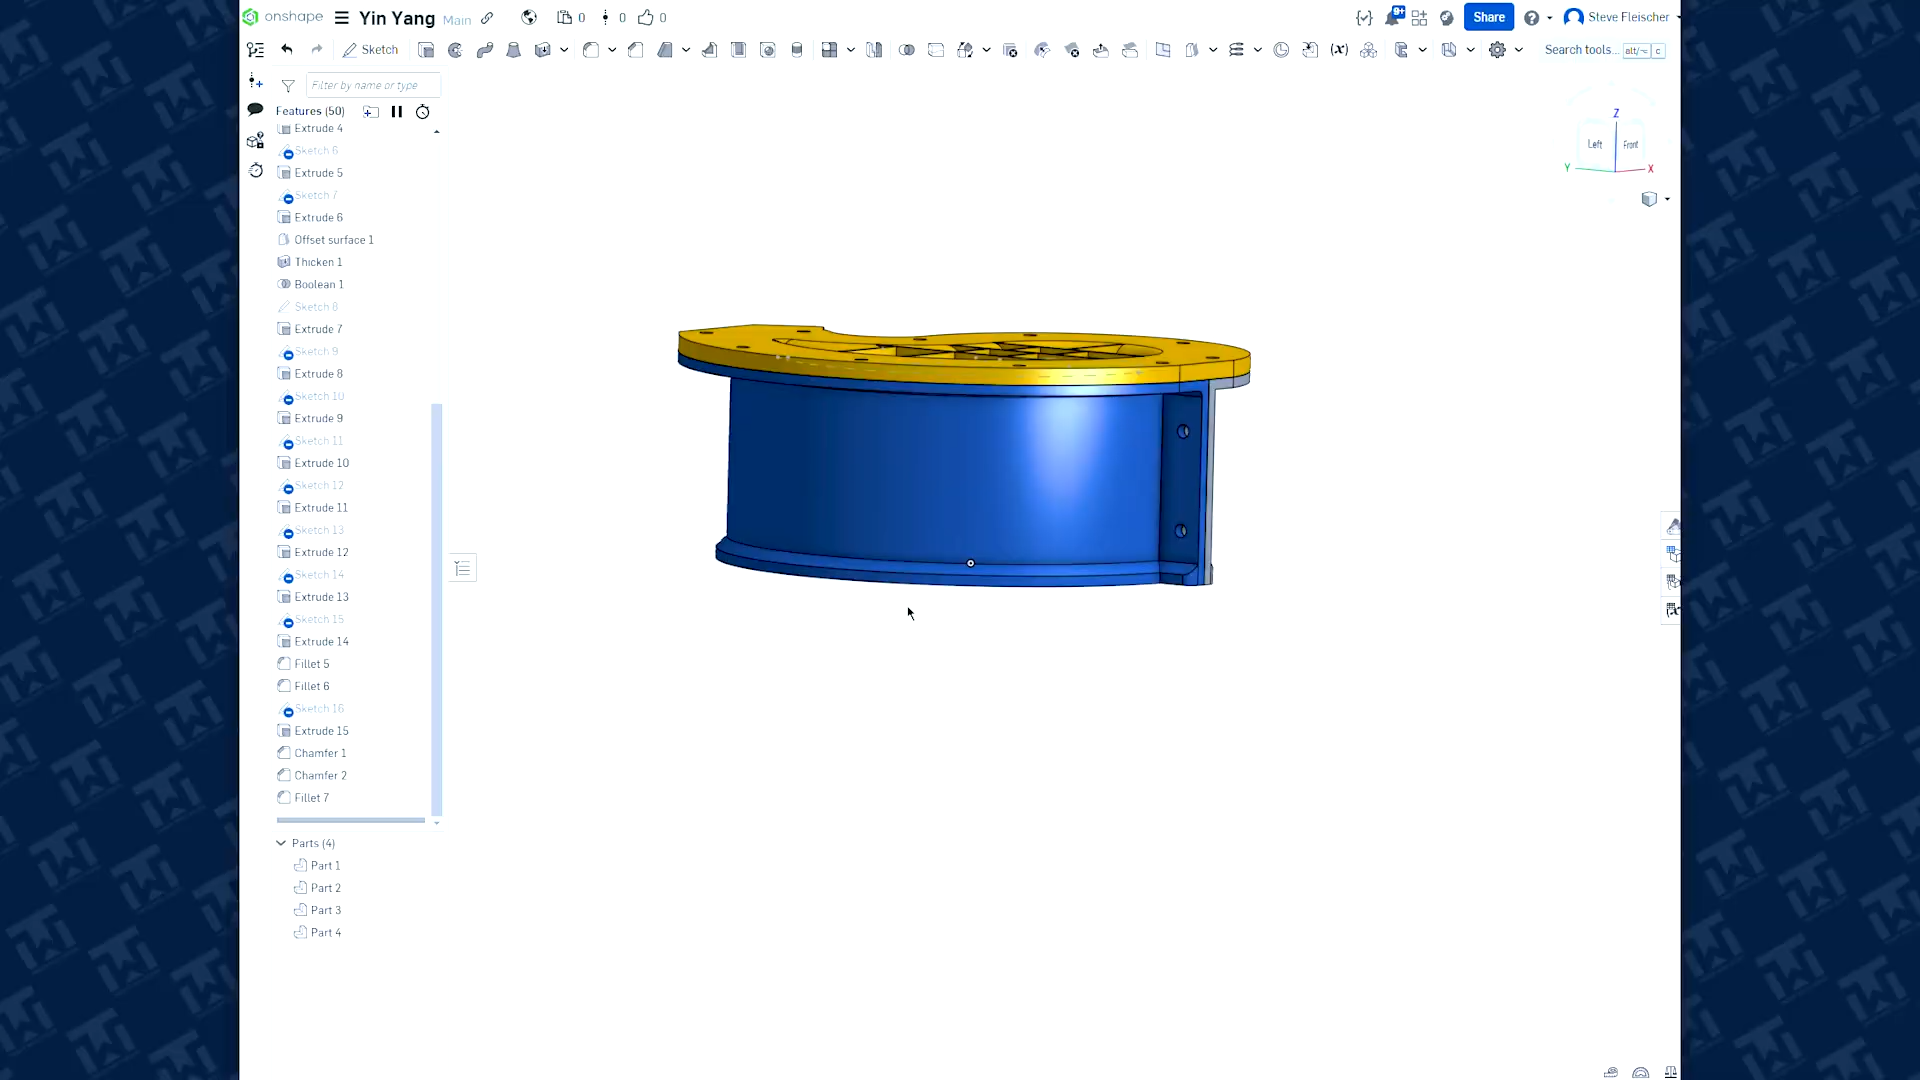 onshape Yin Yang Main 0 0 0 9+ Share Steve Fleischer
Sketch Search tools... alt/⌥ c
Filter by name or type
Features (50)
Extrude 4
Sketch 6
Extrude 5
Sketch 7
Extrude 6
Offset surface 1
Thicken 1
Boolean 1
Sketch 8
Extrude 7
Sketch 9
Extrude 8
Sketch 10
Extrude 9
Sketch 11
Extrude 10
Sketch 12
Extrude 11
Sketch 13
Extrude 12
Sketch 14
Extrude 13
Sketch 15
Extrude 14
Fillet 5
Fillet 6
Sketch 16
Extrude 15
Chamfer 1
Chamfer 2
Fillet 7
Parts (4)
Part 1
Part 2
Part 3
Part 4
Z
Left Front
Y X